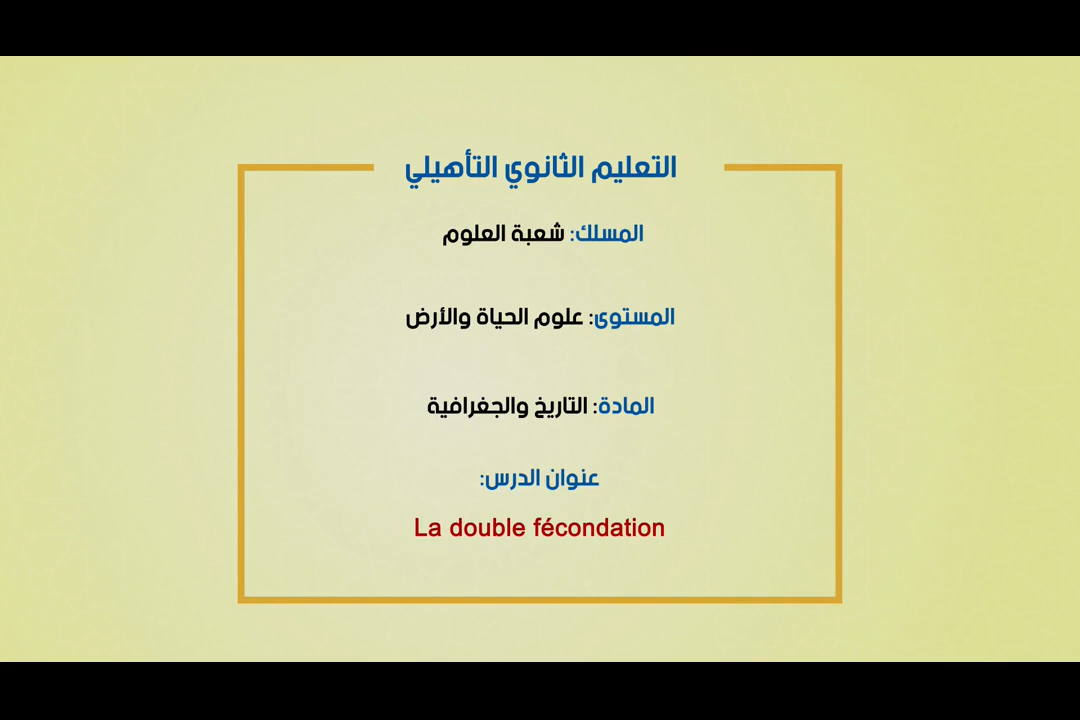 التعليم الثانوي التأهيلي
المسلك: شعبة العلوم
المستوى: علوم الحياة والأرض
المادة: التاريخ والجغرافية
عنوان الدرس:
La double fécondation